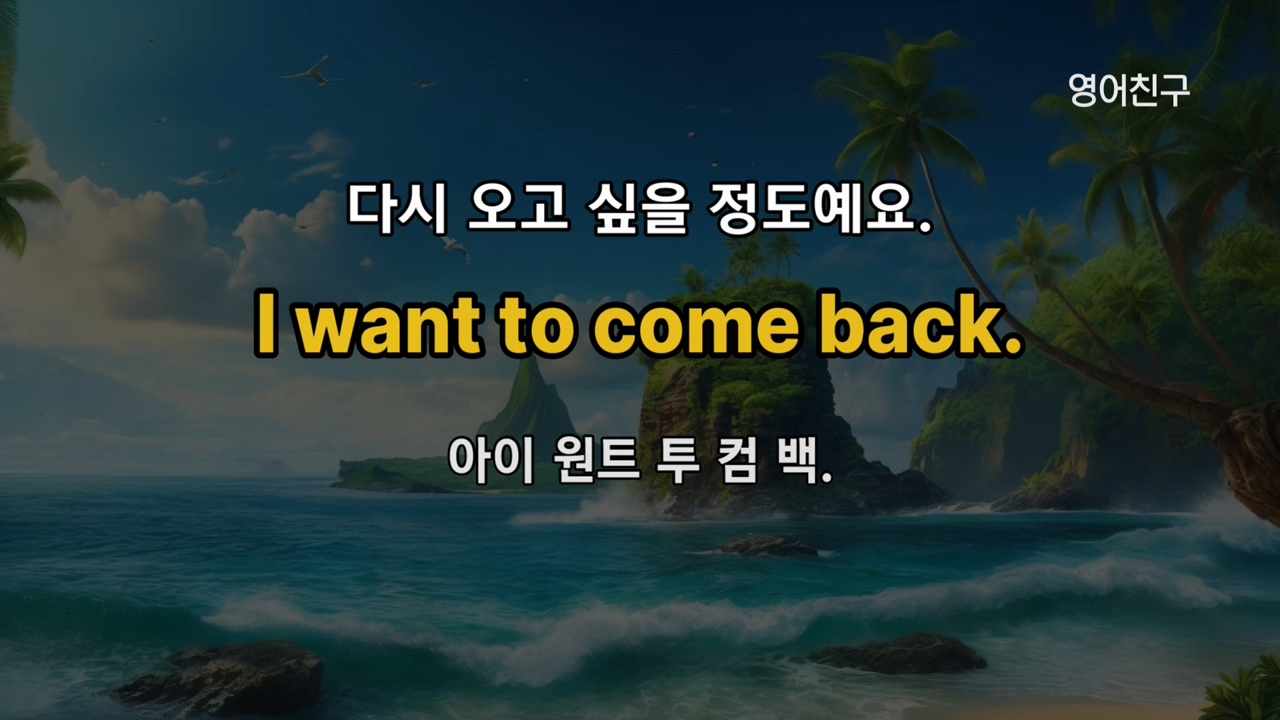 영어친구
다시 오고 싶을 정도예요.
I want to come back.
아이 원트 투 컴 백.